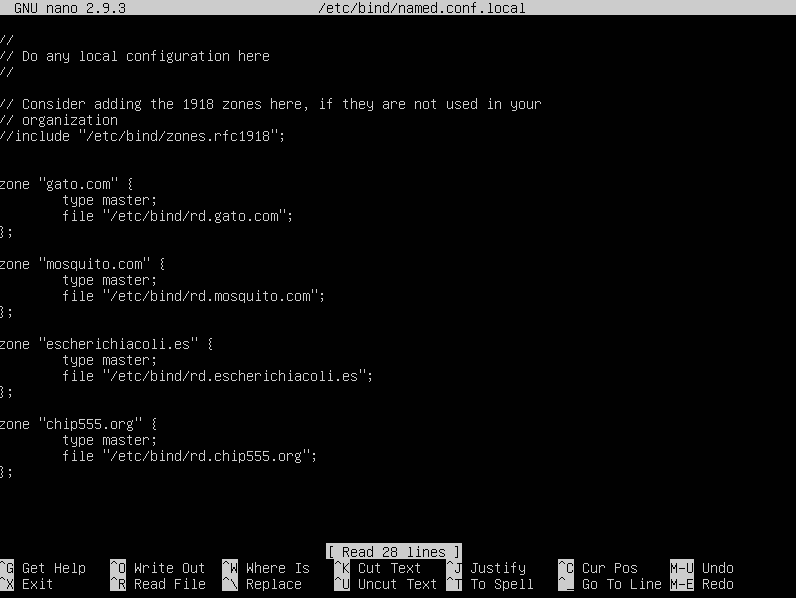 GNU nano 2.9.3 /etc/bind/named.conf.local
//
// Do any local configuration here
//
// Consider adding the 1918 zones here, if they are not used in your
// organization
//include "/etc/bind/zones.rfc1918";
zone "gato.com" {
type master;
file "/etc/bind/rd.gato.com";
};
zone "mosquito.com" {
type master;
file "/etc/bind/rd.mosquito.com";
};
zone "escherichiacoli.es" {
type master;
file "/etc/bind/rd.escherichiacoli.es";
};
zone "chip555.org" {
type master;
file "/etc/bind/rd.chip555.org";
};
[ Read 28 lines ]
^G Get Help ^O Write Out ^W Where Is ^K Cut Text ^J Justify ^C Cur Pos M-U Undo
^X Exit ^R Read File ^\ Replace ^U Uncut Text ^T To Spell ^_ Go To Line M-E Redo